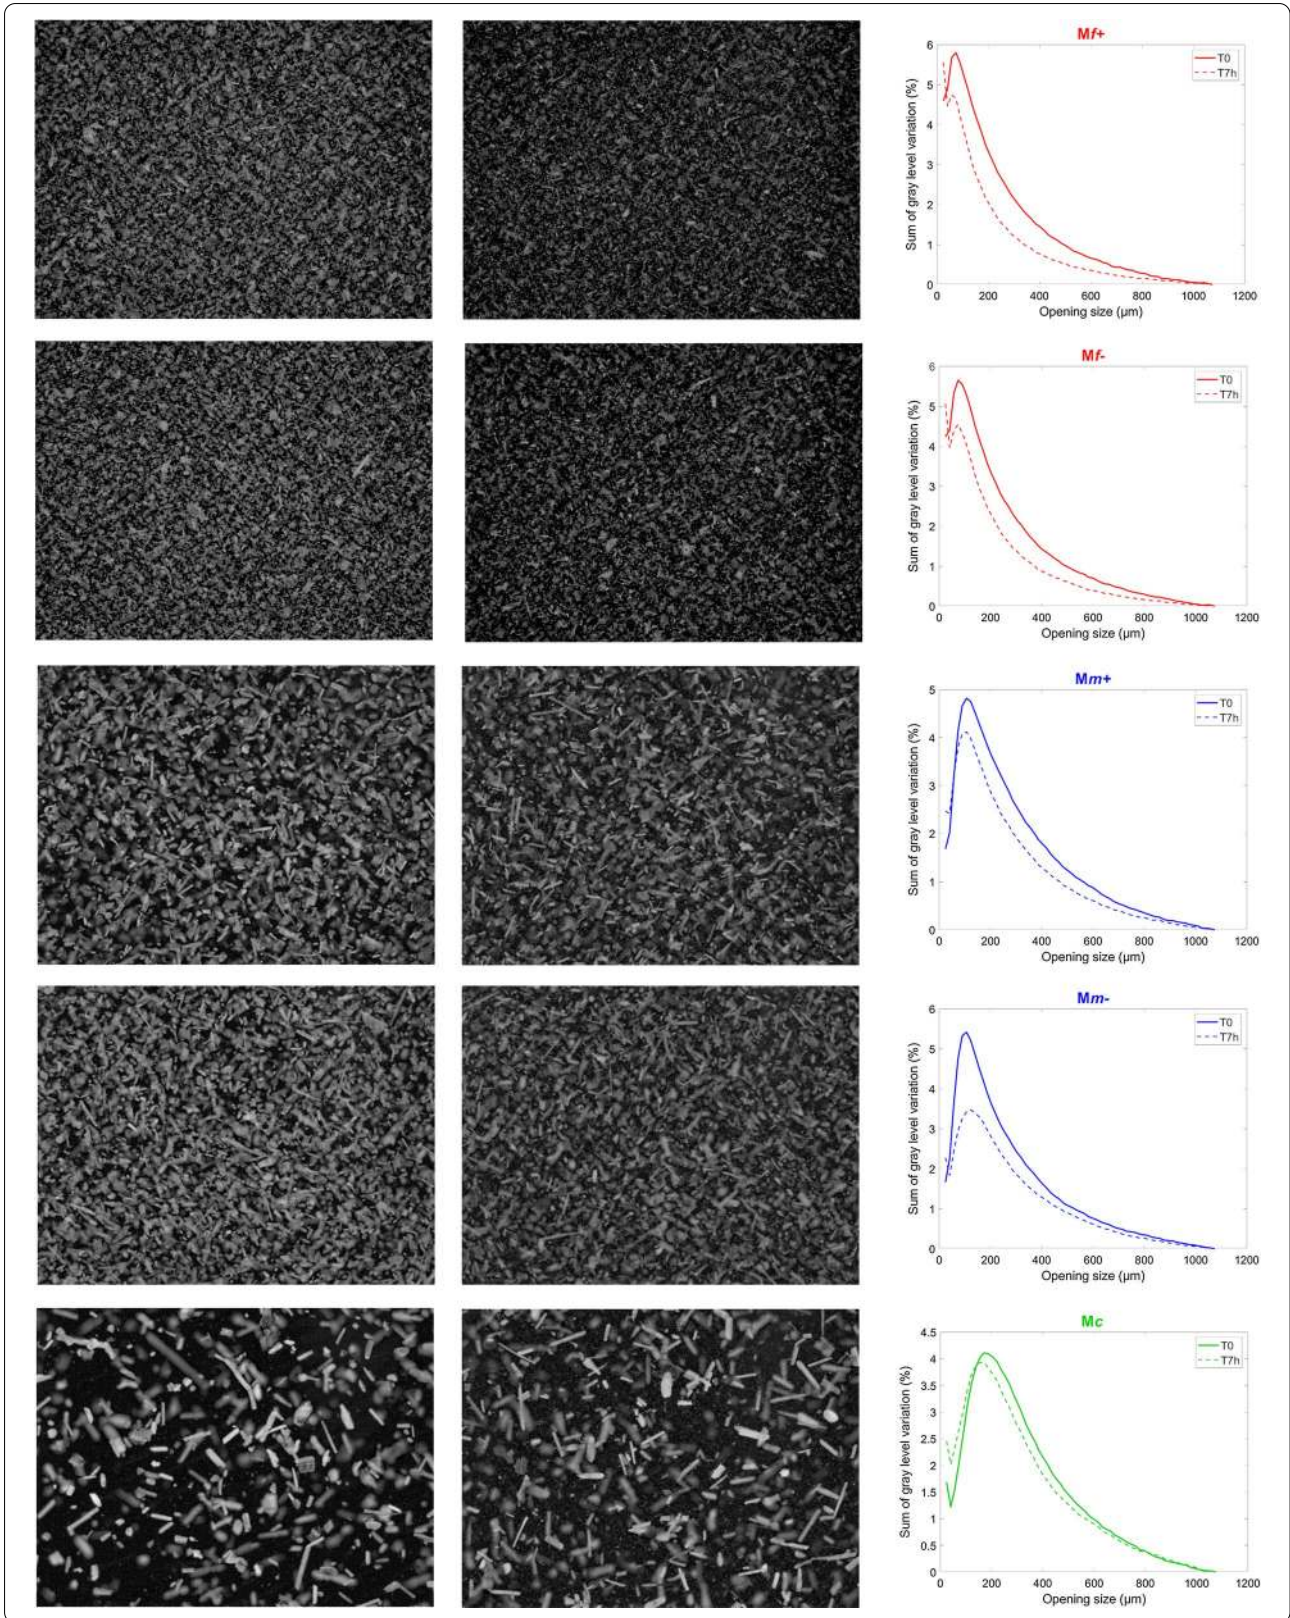 Mf+
6
5
4
3
2
1
0
Sum of gray level variation (%)
T0
T7h
0 200 400 600 800 1000 1200
Opening size (µm)
Mf-
6
5
4
3
2
1
0
Sum of gray level variation (%)
T0
T7h
0 200 400 600 800 1000 1200
Opening size (µm)
Mm+
5
4
3
2
1
0
Sum of gray level variation (%)
T0
T7h
0 200 400 600 800 1000 1200
Opening size (µm)
Mm-
6
5
4
3
2
1
0
Sum of gray level variation (%)
T0
T7h
0 200 400 600 800 1000 1200
Opening size (µm)
Mc
4.5
4
3.5
3
2.5
2
1.5
1
0.5
0
Sum of gray level variation (%)
T0
T7h
0 200 400 600 800 1000 1200
Opening size (µm)